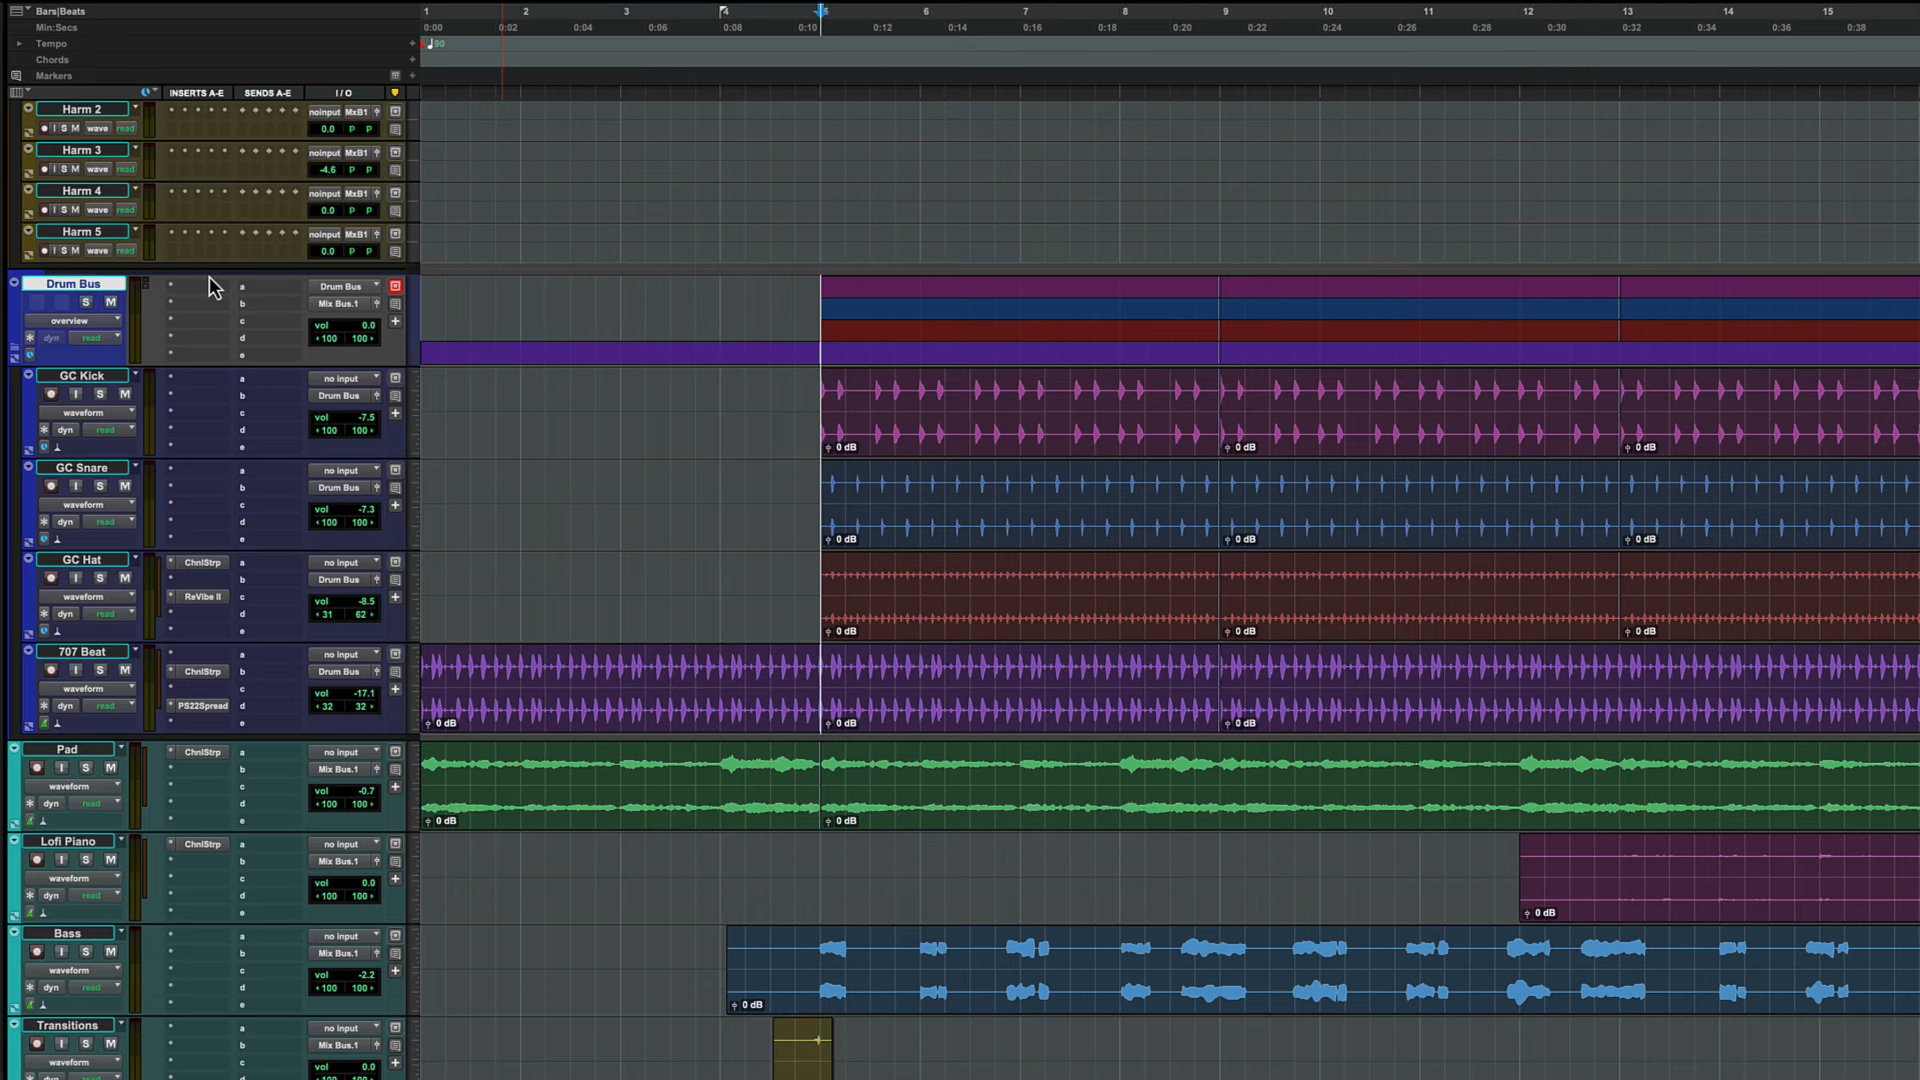 Bars|Beats 1 2 3 4 5 6 7 8 9 10 11 12 13 14 15
Min:Secs 0:00 0:02 0:04 0:06 0:08 0:10 0:12 0:14 0:16 0:18 0:20 0:22 0:24 0:26 0:28 0:30 0:32 0:34 0:36 0:38
Tempo + 90
Chords +
Markers +
INSERTS A-E SENDS A-E I / O
Harm 2 noinput MxB1
I S M wave read 0.0 P P
Harm 3 noinput MxB1
I S M wave read -4.6 P P
Harm 4 noinput MxB1
I S M wave read 0.0 P P
Harm 5 noinput MxB1
I S M wave read 0.0 P P
Drum Bus a Drum Bus
S M b Mix Bus.1
overview c vol 0.0
dyn read d 100 100
e
GC Kick a no input
I S M b Drum Bus
waveform c vol -7.5
dyn read d 100 100
e 0 dB 0 dB 0 dB
GC Snare a no input
I S M b Drum Bus
waveform c vol -7.3
dyn read d 100 100
e 0 dB 0 dB 0 dB
GC Hat ChnlStrp a no input
I S M b Drum Bus
waveform ReVibe II c vol -8.5
dyn read d 31 62
e 0 dB 0 dB 0 dB
707 Beat a no input
I S M ChnlStrp b Drum Bus
waveform c vol -17.1
dyn read PS22Spread d 32 32
e 0 dB 0 dB 0 dB
Pad ChnlStrp a no input
I S M b Mix Bus.1
waveform c vol -0.7
dyn read d 100 100
e 0 dB 0 dB
Lofi Piano ChnlStrp a no input
I S M b Mix Bus.1
waveform c vol 0.0
dyn read d 100 100
e 0 dB
Bass a no input
I S M b Mix Bus.1
waveform c vol -2.2
dyn read d 100 100
e 0 dB
Transitions a no input
I S M b Mix Bus.1
waveform c vol 0.0
dyn read d 100 100